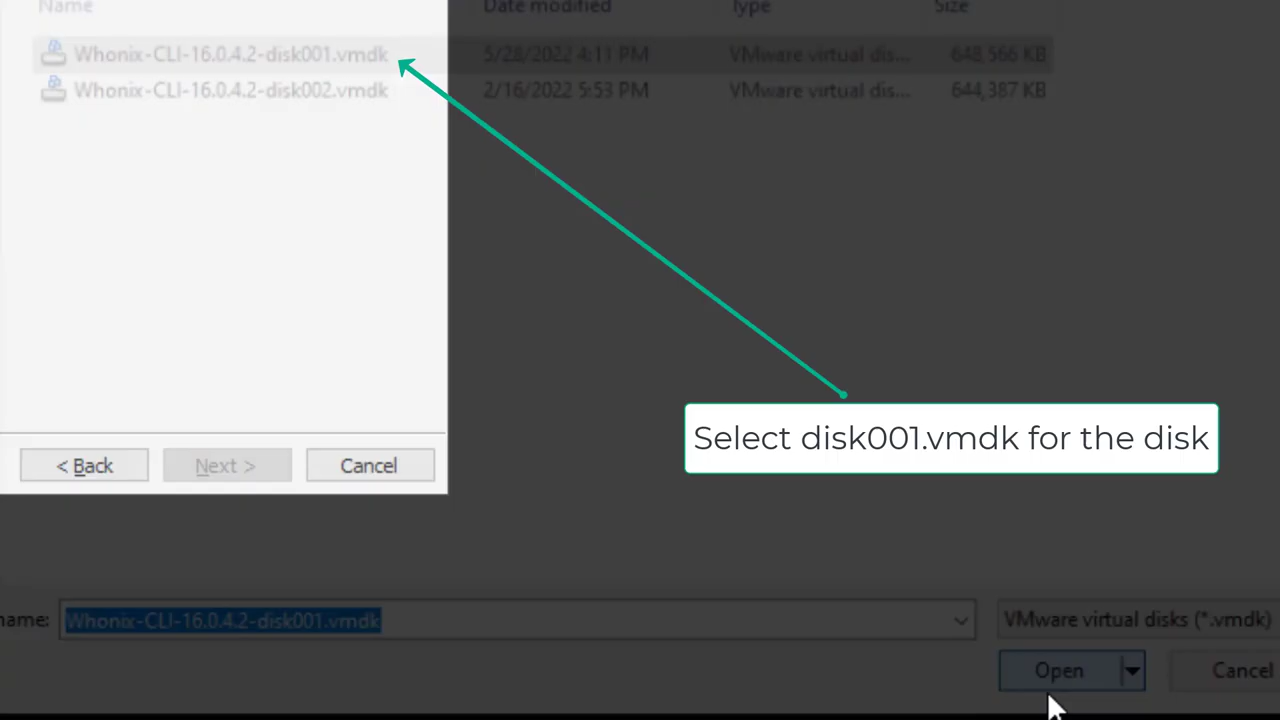 Name Date modified Type Size
Whonix-CLI-16.0.4.2-disk001.vmdk 5/28/2022 4:11 PM VMware virtual dis... 648,566 KB
Whonix-CLI-16.0.4.2-disk002.vmdk 2/16/2022 5:53 PM VMware virtual dis... 644,387 KB
Select disk001.vmdk for the disk
< Back Next > Cancel
name: Whonix-CLI-16.0.4.2-disk001.vmdk VMware virtual disks (*.vmdk)
Open Cancel